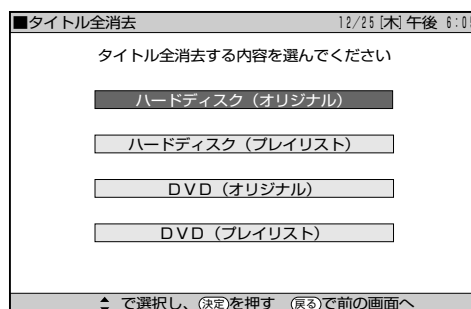 ■タイトル全消去 12/25[木]午後 6:05
タイトル全消去する内容を選んでください
ハードディスク（オリジナル）
ハードディスク（プレイリスト）
ＤＶＤ（オリジナル）
ＤＶＤ（プレイリスト）
で選択し、決定を押す 戻るで前の画面へ